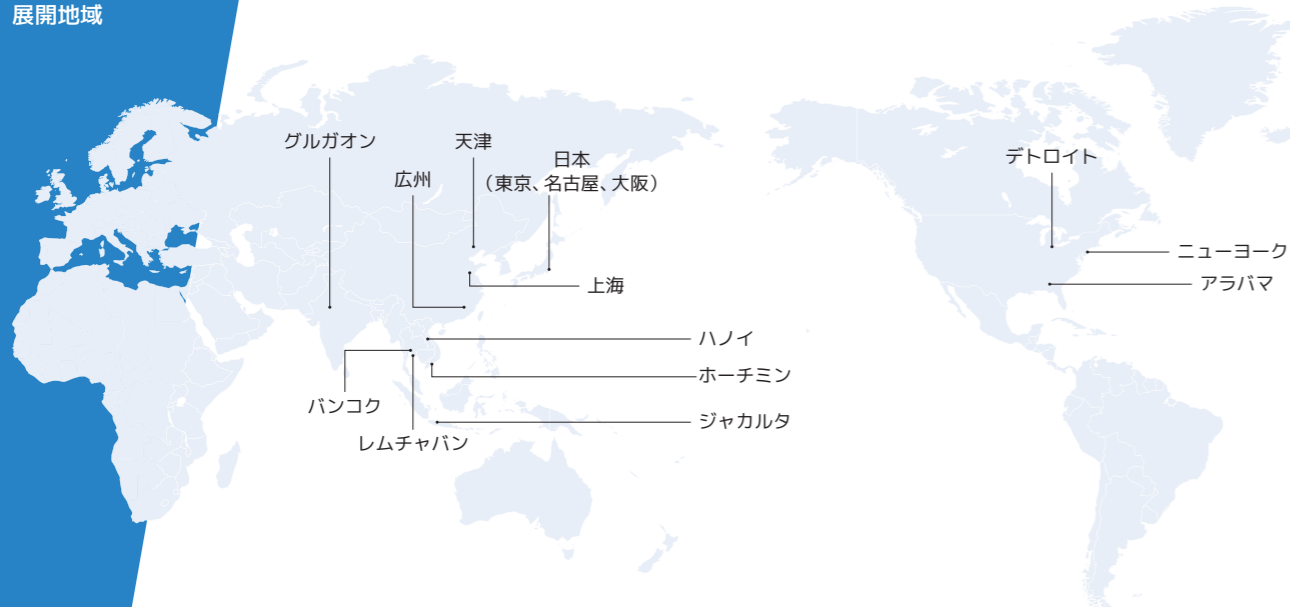 展開地域
グルガオン
天津
広州
日本
（東京、名古屋、大阪）
上海
デトロイト
ニューヨーク
アラバマ
ハノイ
ホーチミン
バンコク
ジャカルタ
レムチャバン